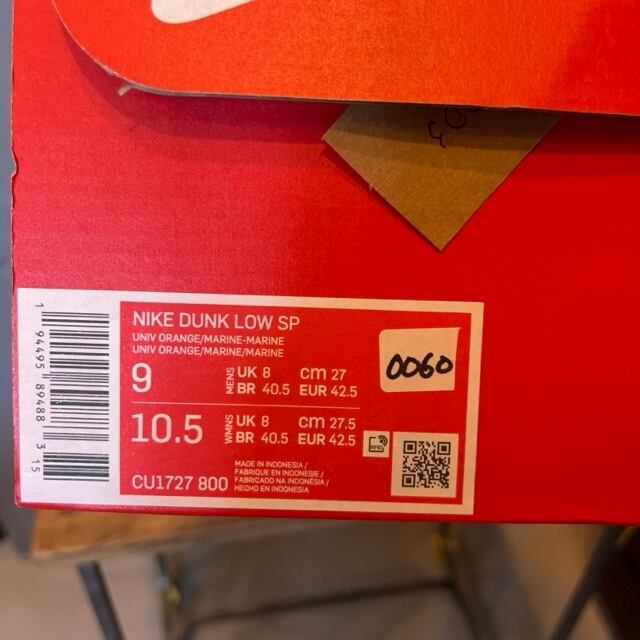 NIKE DUNK LOW SP
UNIV ORANGE/MARINE-MARINE
UNIV ORANGE/MARINE/MARINE
9 MENS UK 8 cm 27
BR 40.5 EUR 42.5
10.5 WMNS UK 8 cm 27.5
BR 40.5 EUR 42.5
CU1727 800
MADE IN INDONESIA /
FABRIQUE EN INDONESIE /
FABRICADO NA INDONÉSIA /
HECHO EN INDONESIA
RFID
0060
1 94495 89488 3 15